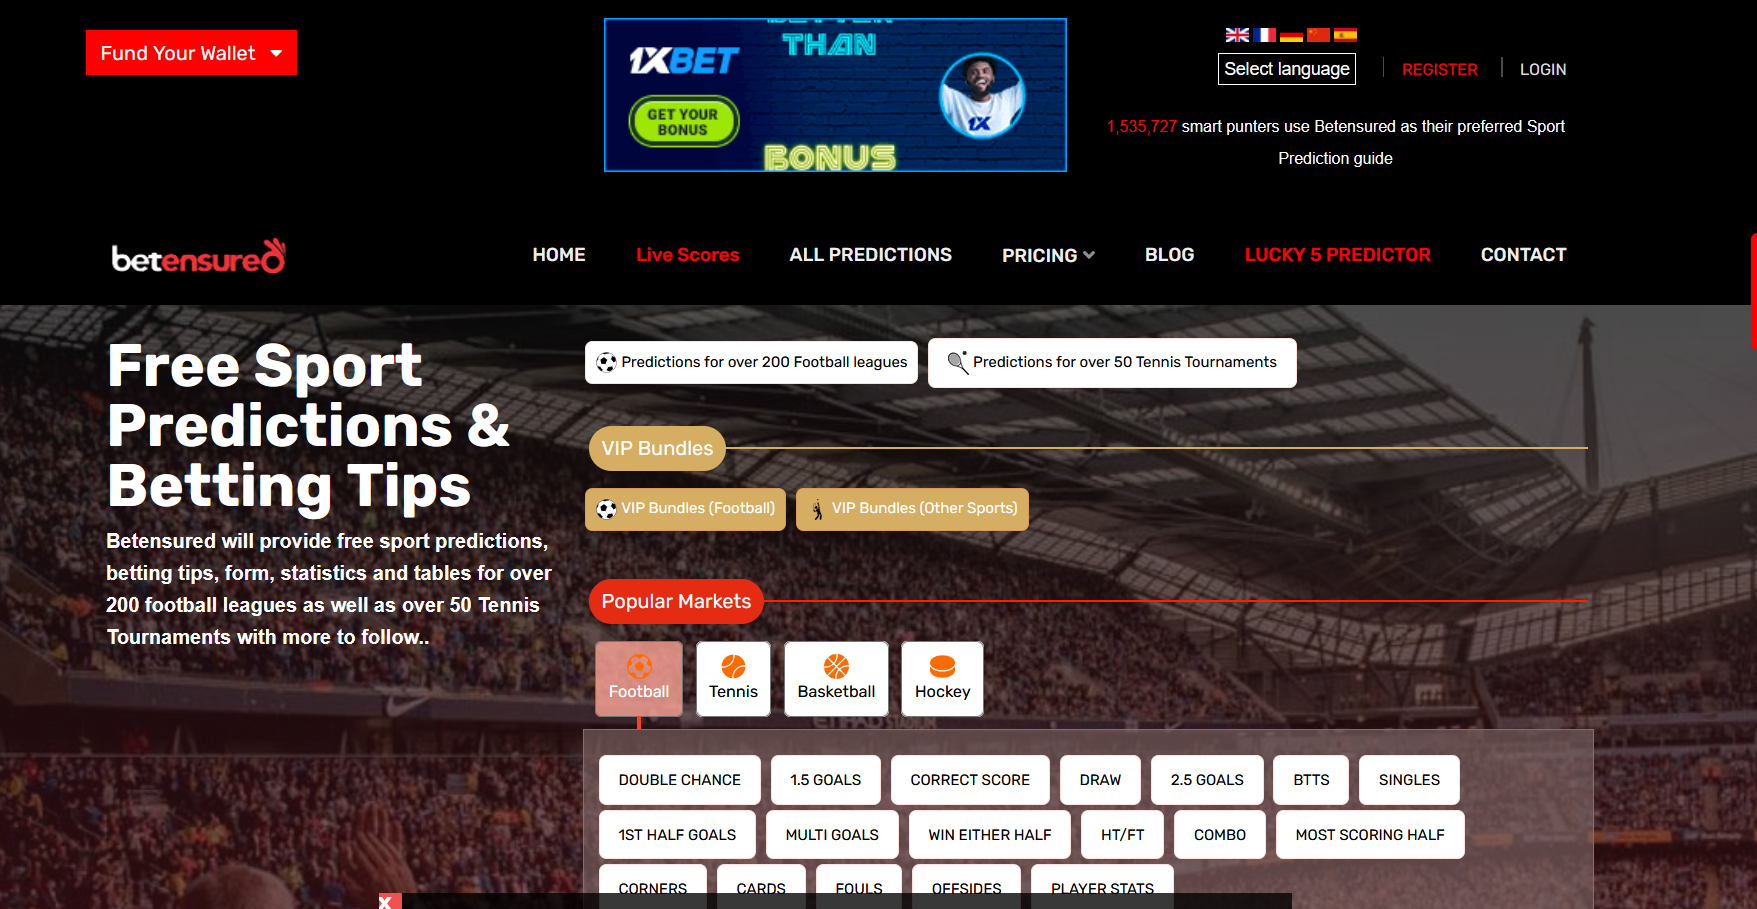 Fund Your Wallet
BETTER
THAN
1XBET
GET YOUR
BONUS
1X
BONUS
Select language
REGISTER
LOGIN
1,535,727 smart punters use Betensured as their preferred Sport
Prediction guide
betensured
HOME
Live Scores
ALL PREDICTIONS
PRICING
BLOG
LUCKY 5 PREDICTOR
CONTACT
Free Sport
Predictions &
Betting Tips
Betensured will provide free sport predictions,
betting tips, form, statistics and tables for over
200 football leagues as well as over 50 Tennis
Tournaments with more to follow..
Predictions for over 200 Football leagues
Predictions for over 50 Tennis Tournaments
VIP Bundles
VIP Bundles (Football)
VIP Bundles (Other Sports)
Popular Markets
Football
Tennis
Basketball
Hockey
ETIHAD
DOUBLE CHANCE
1.5 GOALS
CORRECT SCORE
DRAW
2.5 GOALS
BTTS
SINGLES
1ST HALF GOALS
MULTI GOALS
WIN EITHER HALF
HT/FT
COMBO
MOST SCORING HALF
CORNERS
CARDS
FOULS
OFFSIDES
PLAYER STATS
X